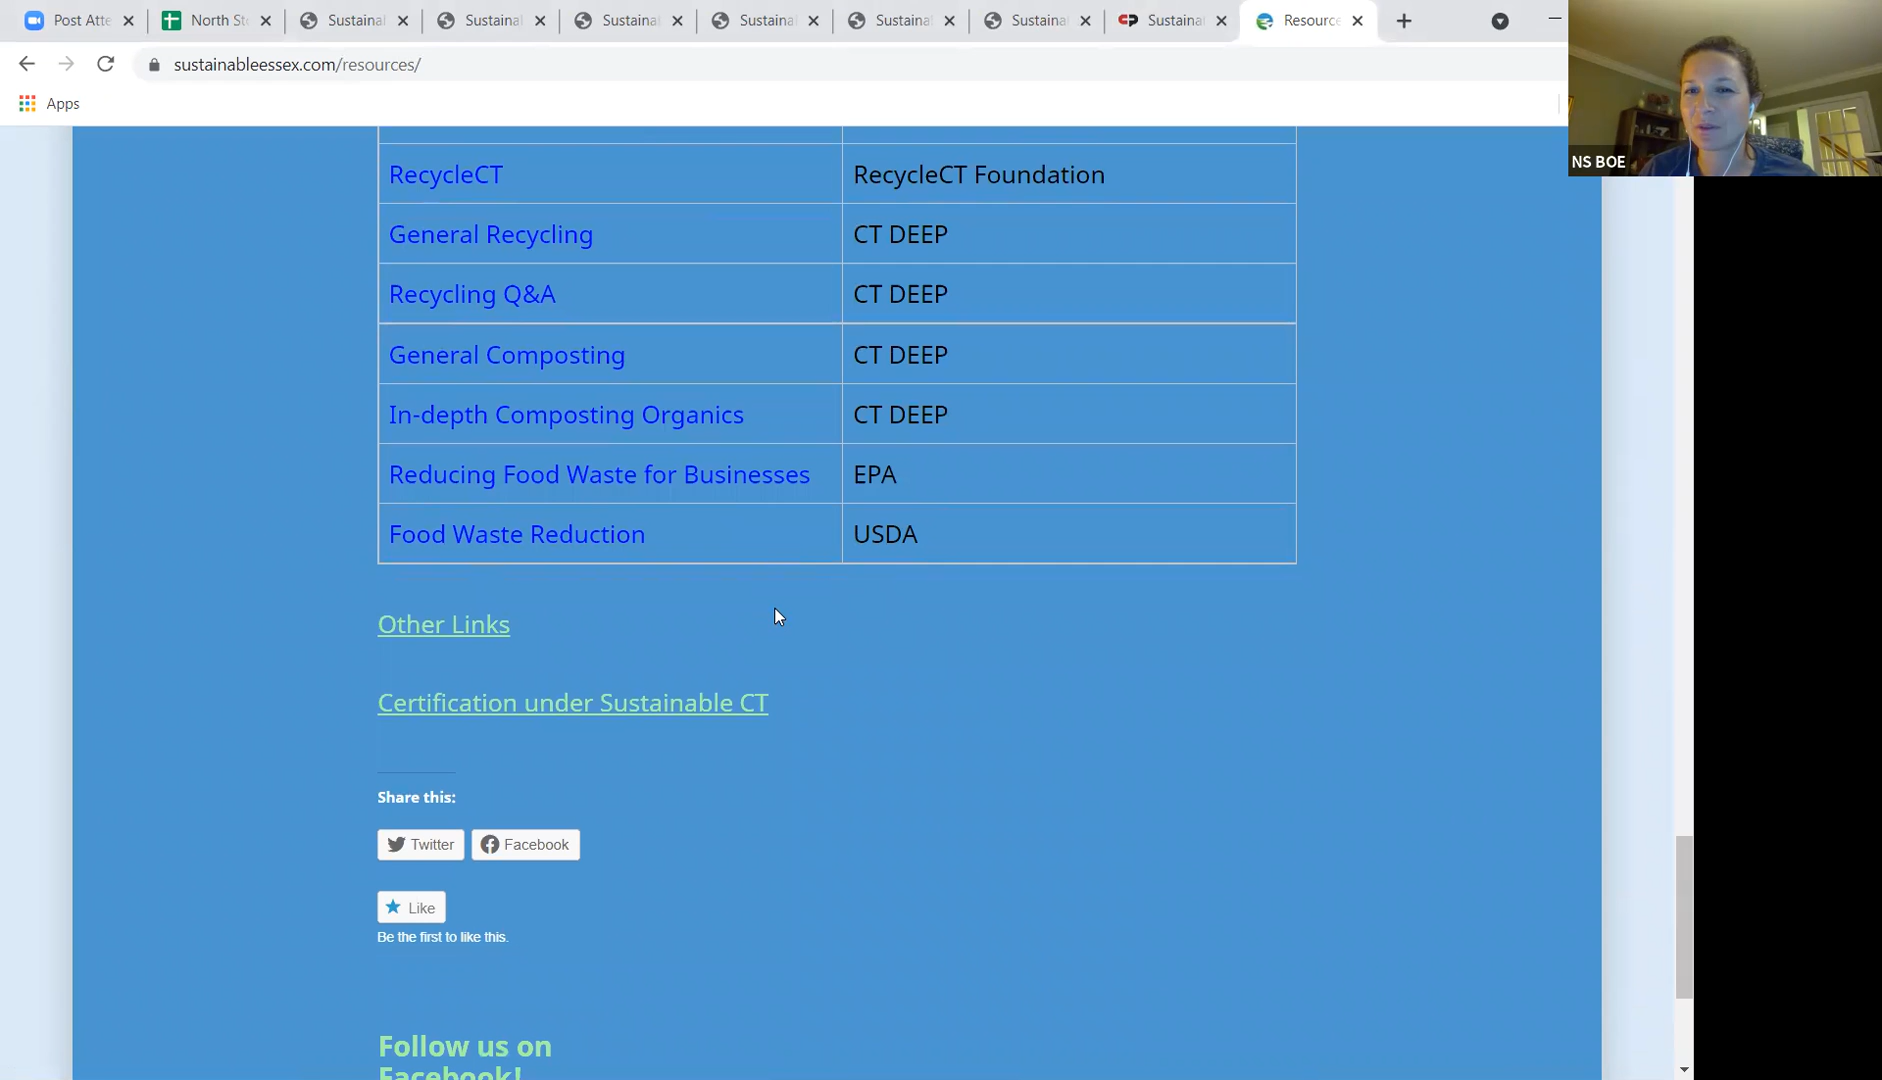 Post Atte
North Sto
Sustainal
Sustainal
Sustainal
Sustainal
Sustainal
Sustainal
Sustainal
Resource
sustainableessex.com/resources/
Apps
NS BOE
RecycleCT RecycleCT Foundation
General Recycling CT DEEP
Recycling Q&A CT DEEP
General Composting CT DEEP
In-depth Composting Organics CT DEEP
Reducing Food Waste for Businesses EPA
Food Waste Reduction USDA
Other Links
Certification under Sustainable CT
Share this:
Twitter Facebook
Like
Be the first to like this.
Follow us on
Facebook!